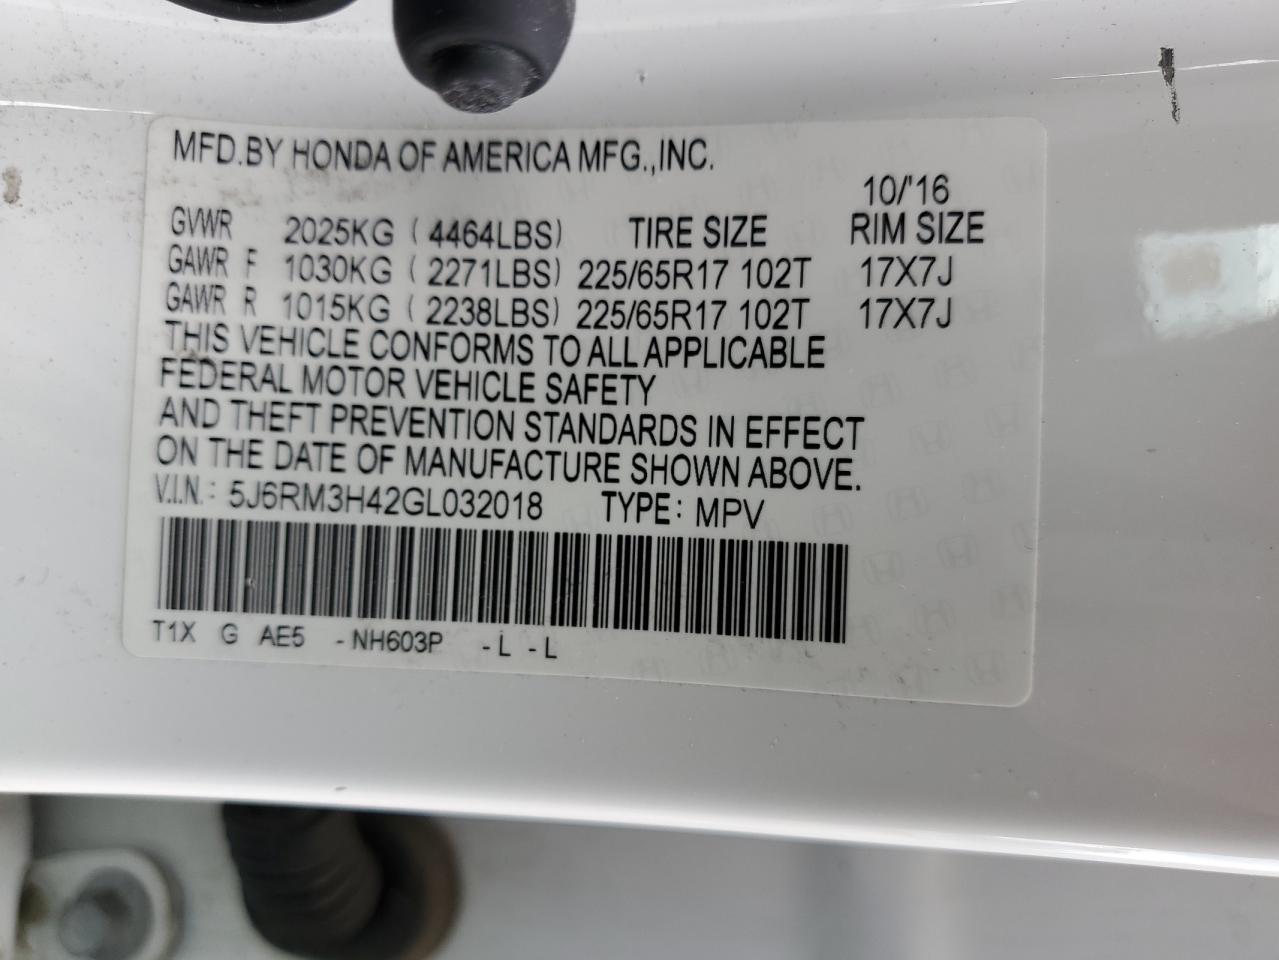 MFD.BY HONDA OF AMERICA MFG.,INC.
10/'16
GVWR 2025KG ( 4464LBS) TIRE SIZE RIM SIZE
GAWR F 1030KG ( 2271LBS) 225/65R17 102T 17X7J
GAWR R 1015KG ( 2238LBS) 225/65R17 102T 17X7J
THIS VEHICLE CONFORMS TO ALL APPLICABLE
FEDERAL MOTOR VEHICLE SAFETY
AND THEFT PREVENTION STANDARDS IN EFFECT
ON THE DATE OF MANUFACTURE SHOWN ABOVE.
V.I.N.: 5J6RM3H42GL032018 TYPE: MPV
T1X G AE5 -NH603P -L -L